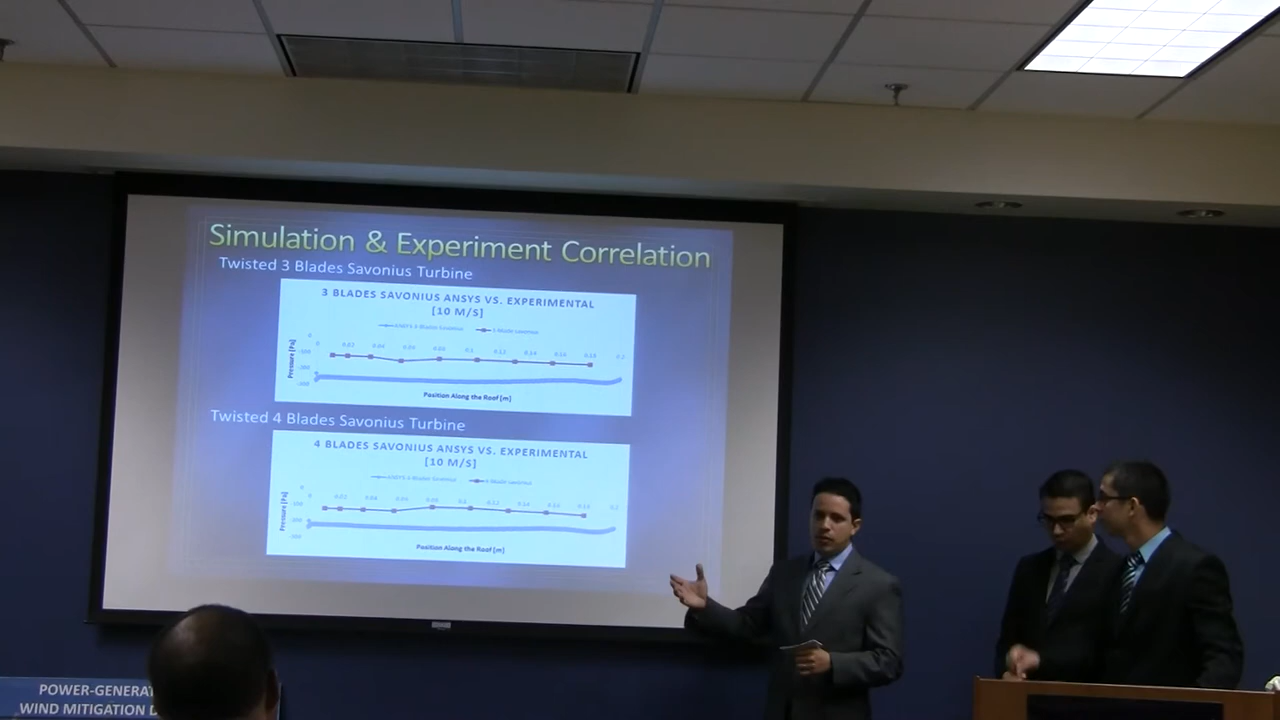 Simulation & Experiment Correlation
Twisted 3 Blades Savonius Turbine
3 BLADES SAVONIUS ANSYS VS. EXPERIMENTAL
[10 M/S]
Pressure [Pa]
Position Along the Roof [m]
Twisted 4 Blades Savonius Turbine
4 BLADES SAVONIUS ANSYS VS. EXPERIMENTAL
[10 M/S]
Pressure [Pa]
Position Along the Roof [m]
POWER-GENERAT
WIND MITIGATION D